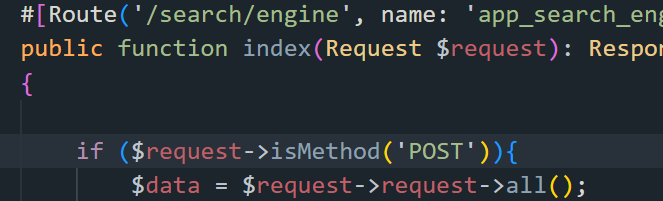 #[Route('/search/engine', name: 'app_search_eng
public function index(Request $request): Respon
{
if ($request->isMethod('POST')){
$data = $request->request->all();